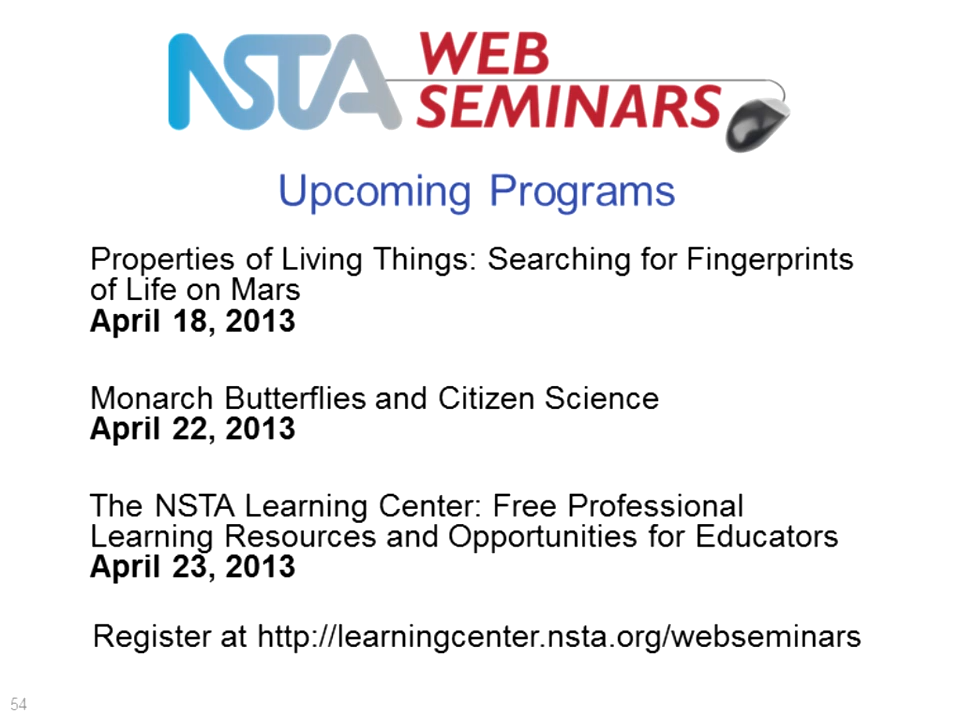 NSTA WEB
SEMINARS
Upcoming Programs
Properties of Living Things: Searching for Fingerprints
of Life on Mars
April 18, 2013
Monarch Butterflies and Citizen Science
April 22, 2013
The NSTA Learning Center: Free Professional
Learning Resources and Opportunities for Educators
April 23, 2013
Register at http://learningcenter.nsta.org/webseminars
54